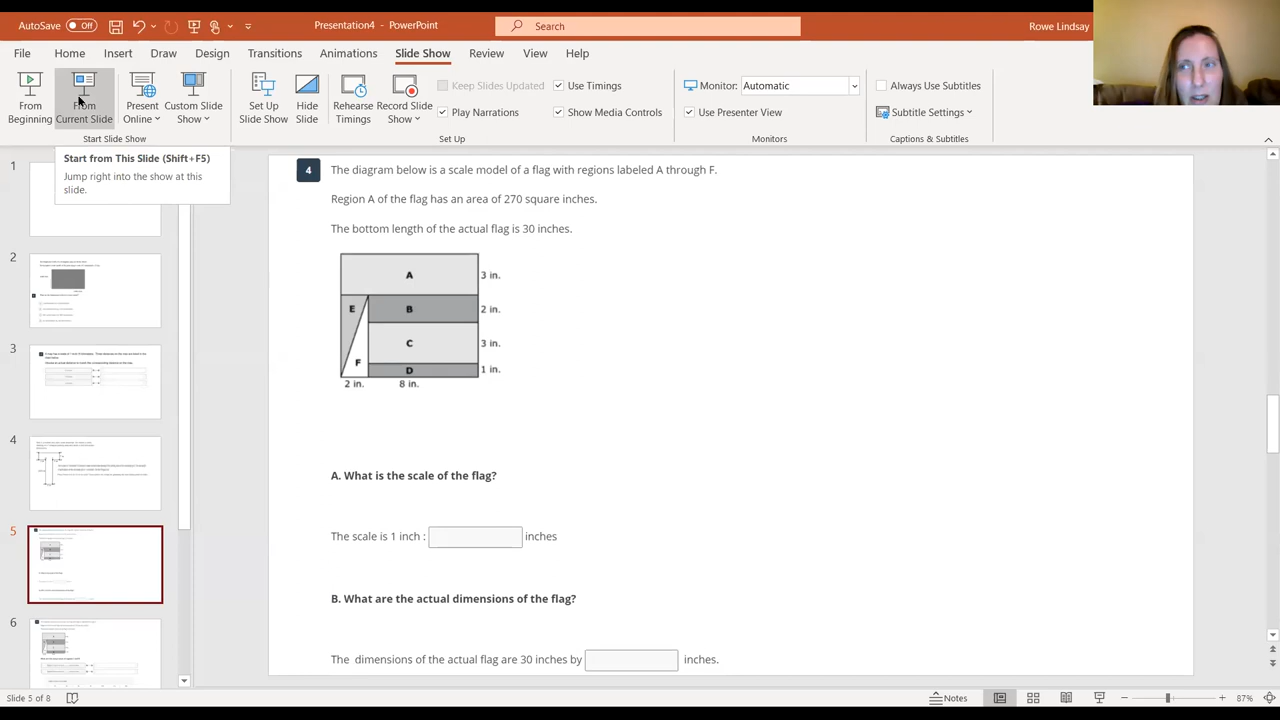 AutoSave Off
Presentation4 - PowerPoint
Search
Rowe Lindsay
File Home Insert Draw Design Transitions Animations Slide Show Review View Help
From Beginning
From Current Slide
Present Online
Custom Slide Show
Start Slide Show
Set Up Slide Show
Hide Slide
Rehearse Timings
Record Slide Show
Keep Slides Updated
Play Narrations
Use Timings
Show Media Controls
Set Up
Monitor: Automatic
Use Presenter View
Monitors
Always Use Subtitles
Subtitle Settings
Captions & Subtitles
Start from This Slide (Shift+F5)
Jump right into the show at this
slide.
1
2
3
4
5
6
4
The diagram below is a scale model of a flag with regions labeled A through F.
Region A of the flag has an area of 270 square inches.
The bottom length of the actual flag is 30 inches.
A 3 in.
E B 2 in.
C 3 in.
F D 1 in.
2 in. 8 in.
A. What is the scale of the flag?
The scale is 1 inch : inches
B. What are the actual dimensions of the flag?
The dimensions of the actual flag are 30 inches by inches.
Slide 5 of 8
Notes
87%